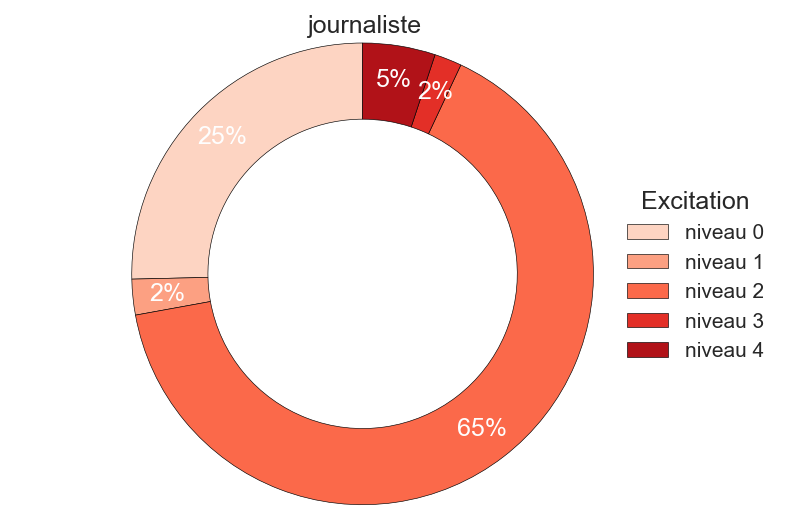 journaliste
5%
2%
25%
2%
65%
Excitation
niveau 0
niveau 1
niveau 2
niveau 3
niveau 4